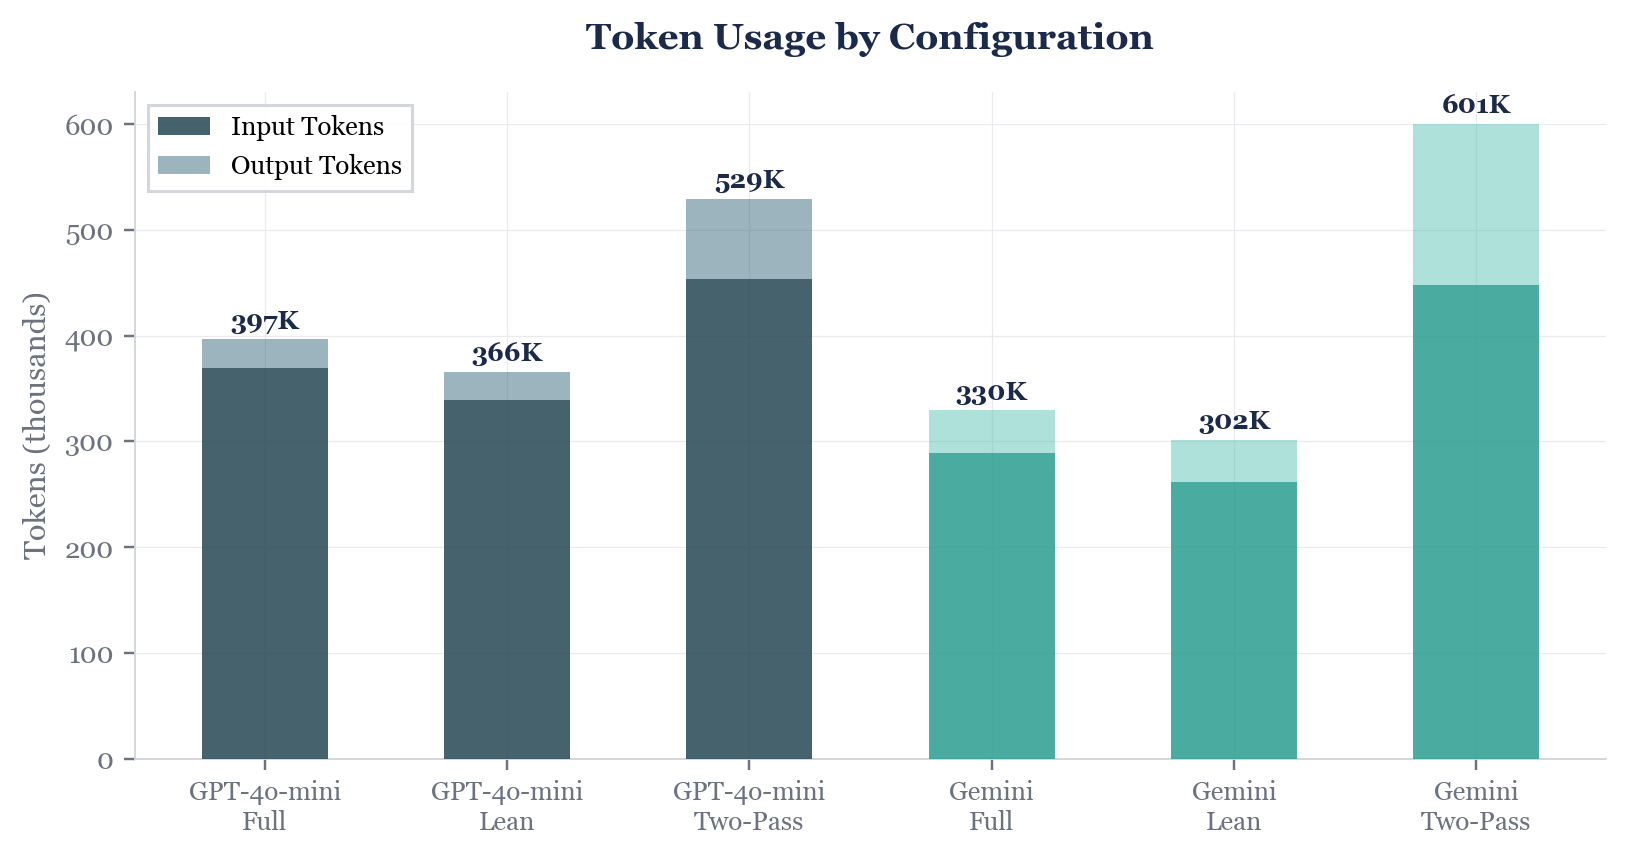 Token Usage by Configuration
Input Tokens
Output Tokens
Tokens (thousands)
600
500
400
300
200
100
0
397K
366K
529K
330K
302K
601K
GPT-4o-mini
Full
GPT-4o-mini
Lean
GPT-4o-mini
Two-Pass
Gemini
Full
Gemini
Lean
Gemini
Two-Pass